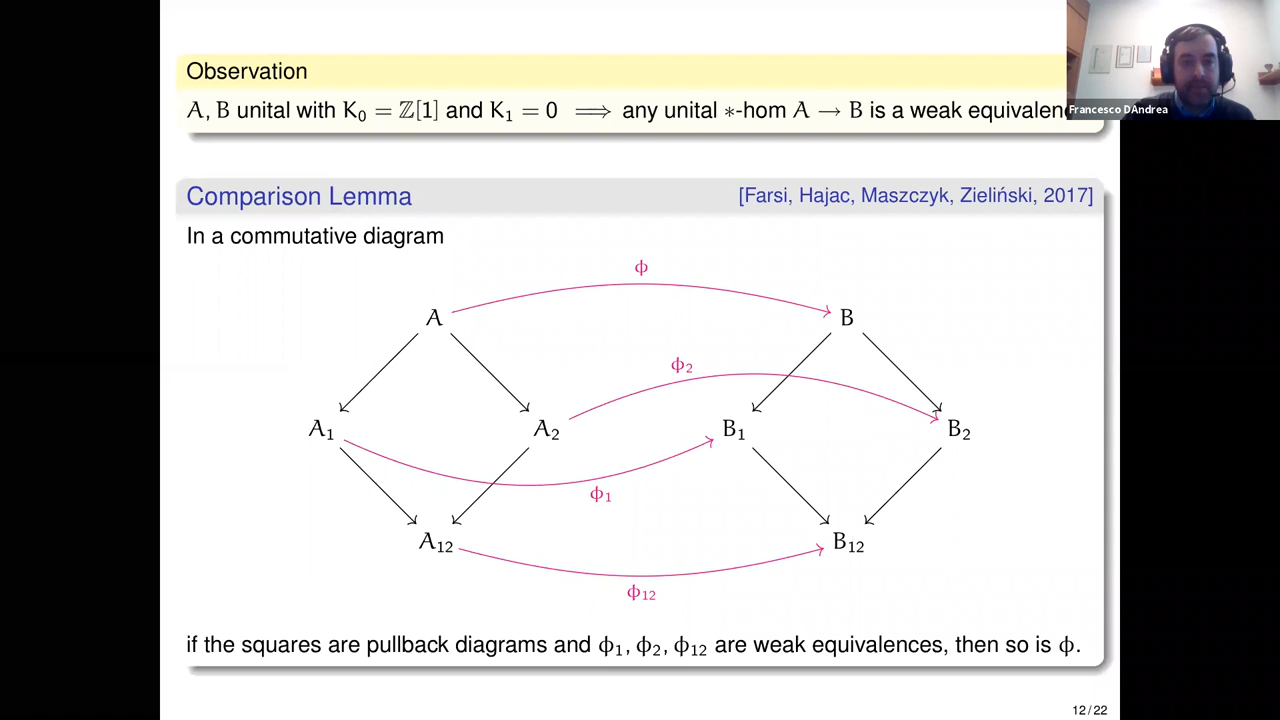 Observation
A, B unital with K₀ = ℤ[1] and K₁ = 0 ⟹ any unital ∗-hom A → B is a weak
Francesco DAndrea
Comparison Lemma [Farsi, Hajac, Maszczyk, Zieliński, 2017]
In a commutative diagram
ϕ
A B
ϕ₂
A₁ A₂ B₁ B₂
ϕ₁
A₁₂ B₁₂
ϕ₁₂
if the squares are pullback diagrams and ϕ₁, ϕ₂, ϕ₁₂ are weak equivalences, then so is ϕ.
12 / 22